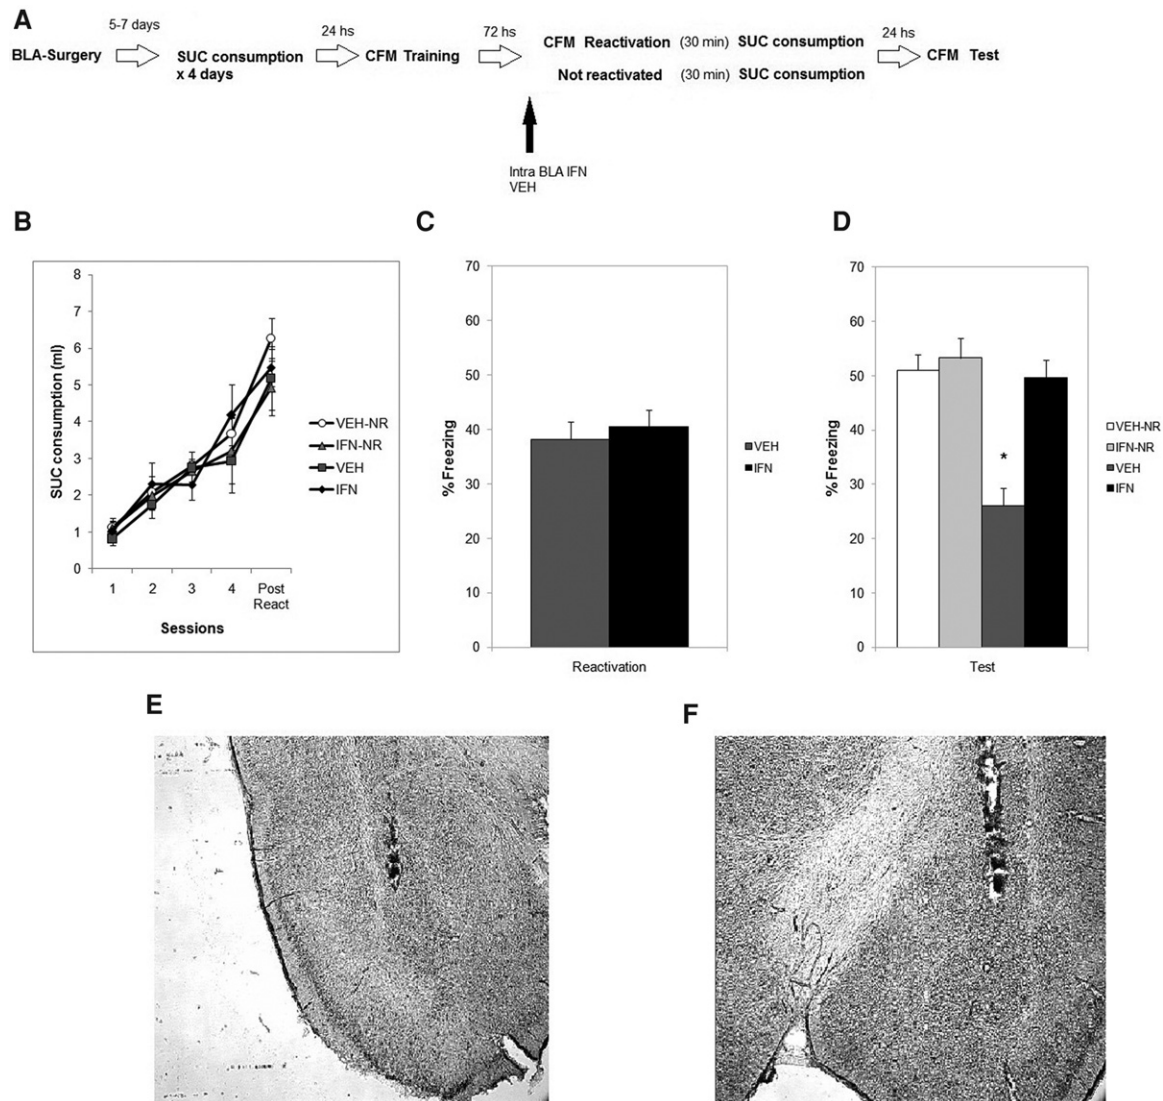 A
5-7 days
24 hs
72 hs
24 hs
BLA-Surgery
SUC consumption
x 4 days
CFM Training
CFM Reactivation (30 min) SUC consumption
Not reactivated (30 min) SUC consumption
CFM Test
Intra BLA IFN
VEH
B
SUC consumption (ml)
8
7
6
5
4
3
2
1
0
1 2 3 4 Post
React
Sessions
VEH-NR
IFN-NR
VEH
IFN
C
% Freezing
70
60
50
40
30
20
10
0
Reactivation
VEH
IFN
D
% Freezing
70
60
50
40
30
20
10
0
*
Test
VEH-NR
IFN-NR
VEH
IFN
E
F